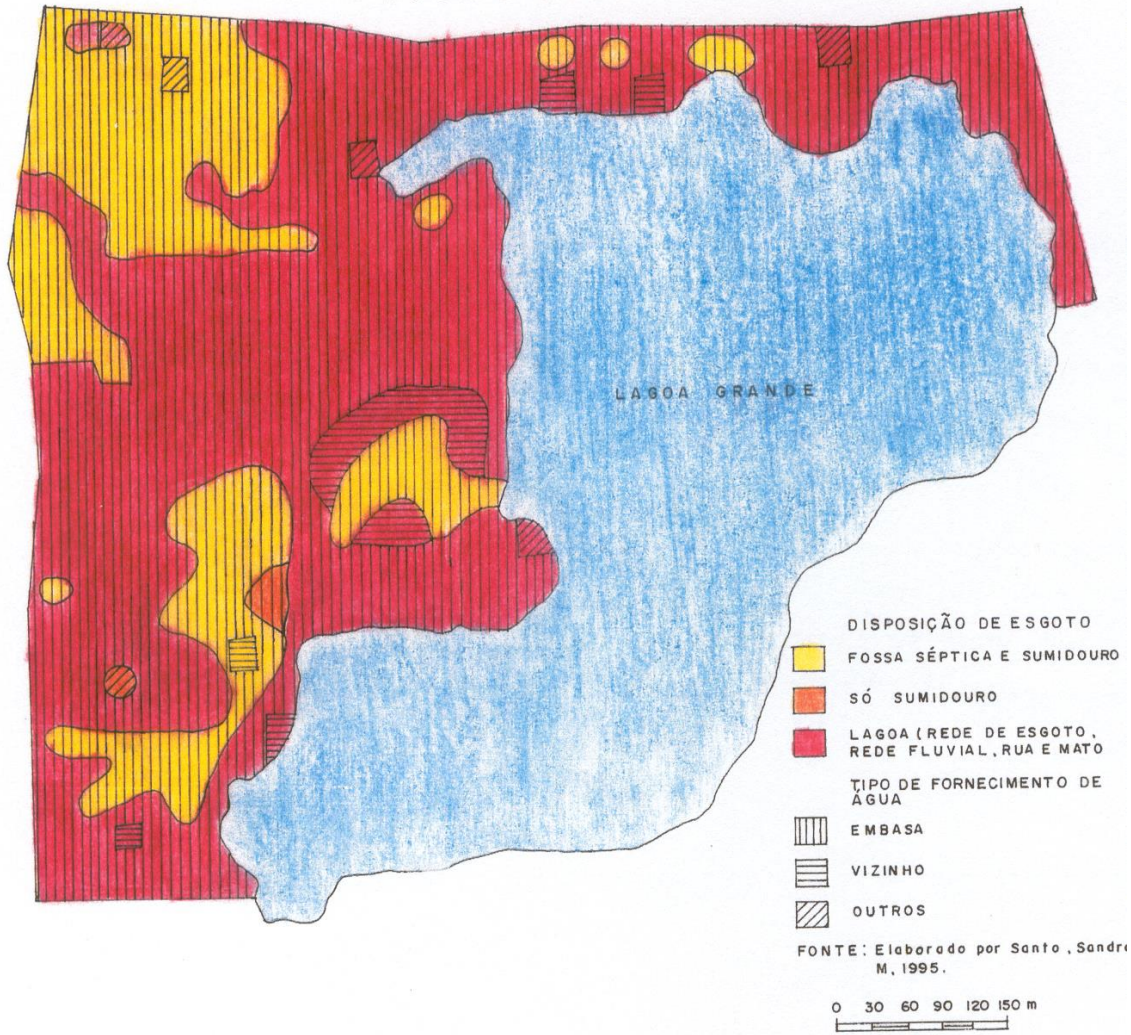 LAGOA GRANDE
DISPOSIÇÃO DE ESGOTO
FOSSA SÉPTICA E SUMIDOURO
SÓ SUMIDOURO
LAGOA (REDE DE ESGOTO,
REDE FLUVIAL, RUA E MATO
TIPO DE FORNECIMENTO DE
ÁGUA
EMBASA
VIZINHO
OUTROS
FONTE: Elaborado por Santo, Sandra
M, 1995.
0 30 60 90 120 150 m